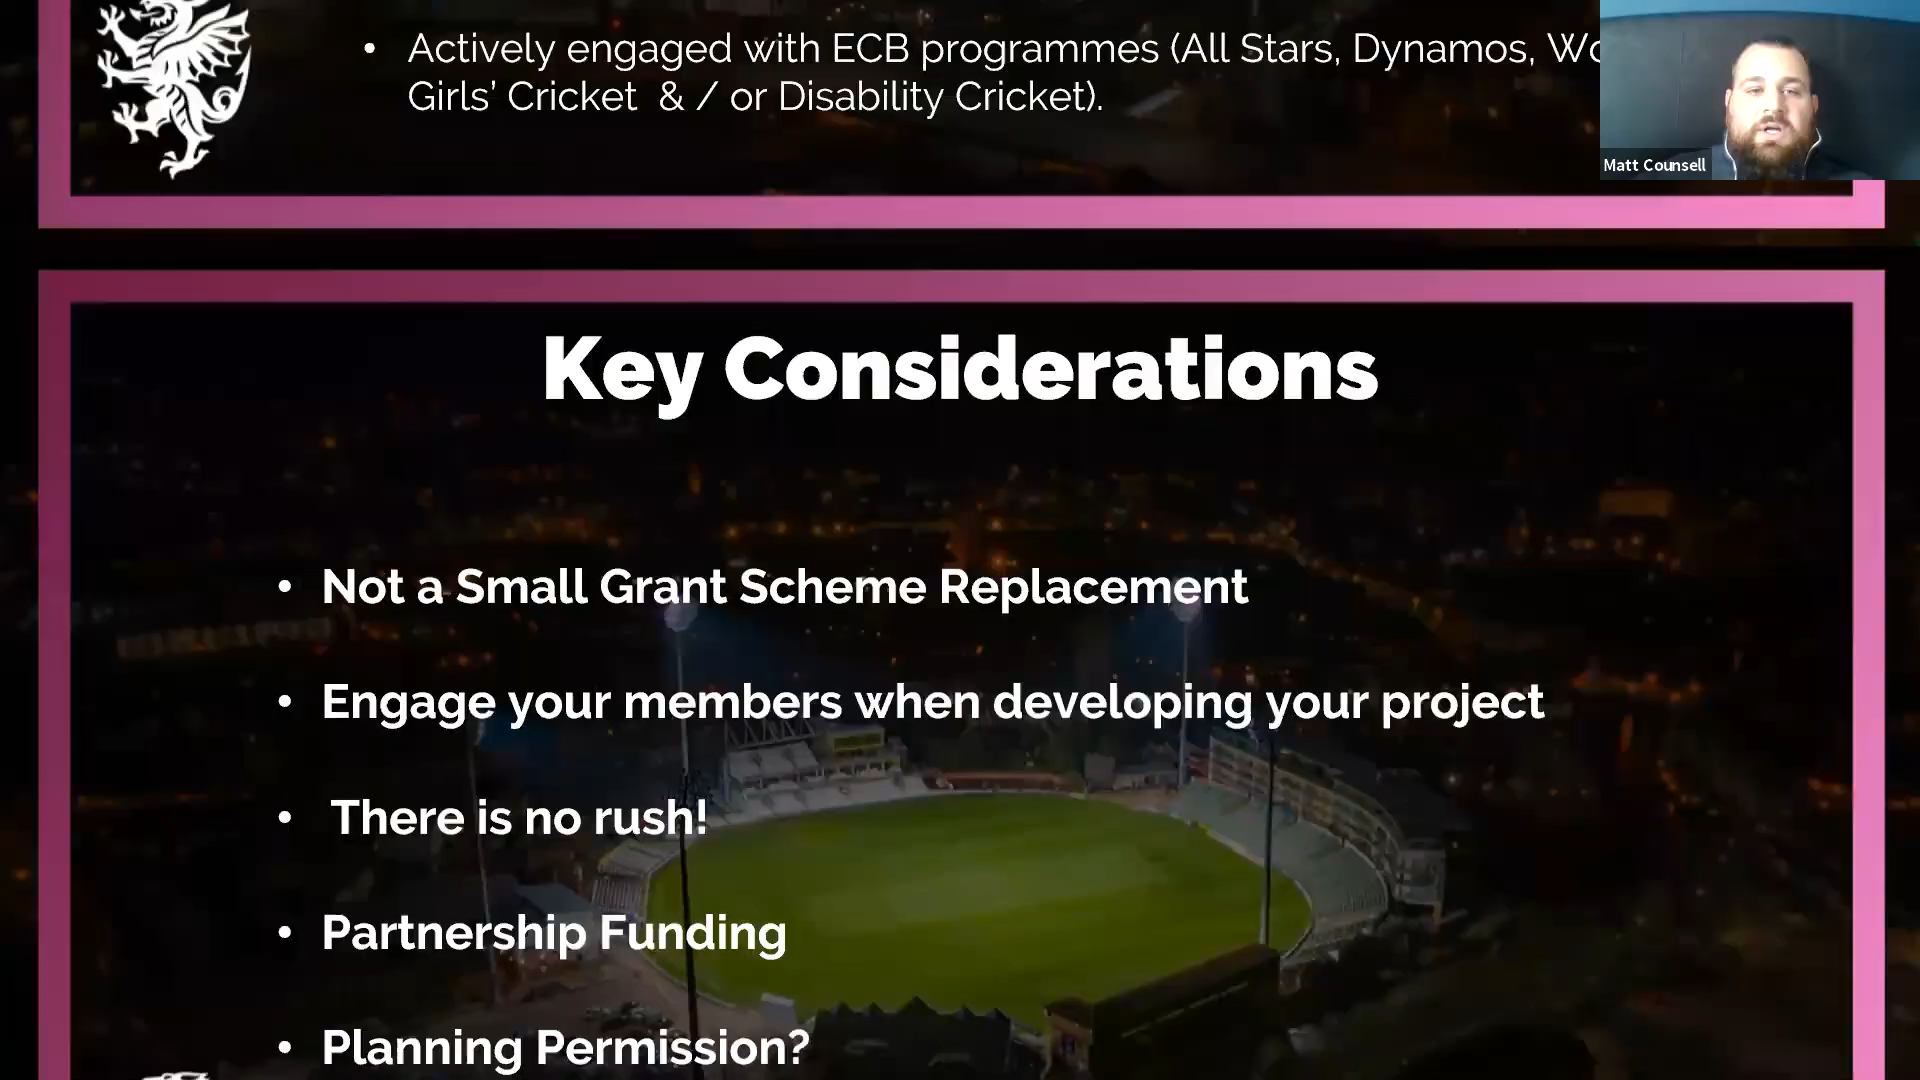 • Actively engaged with ECB programmes (All Stars, Dynamos,
Girls’ Cricket & / or Disability Cricket).
Matt Counsell
Key Considerations
• Not a Small Grant Scheme Replacement
• Engage your members when developing your project
• There is no rush!
• Partnership Funding
• Planning Permission?